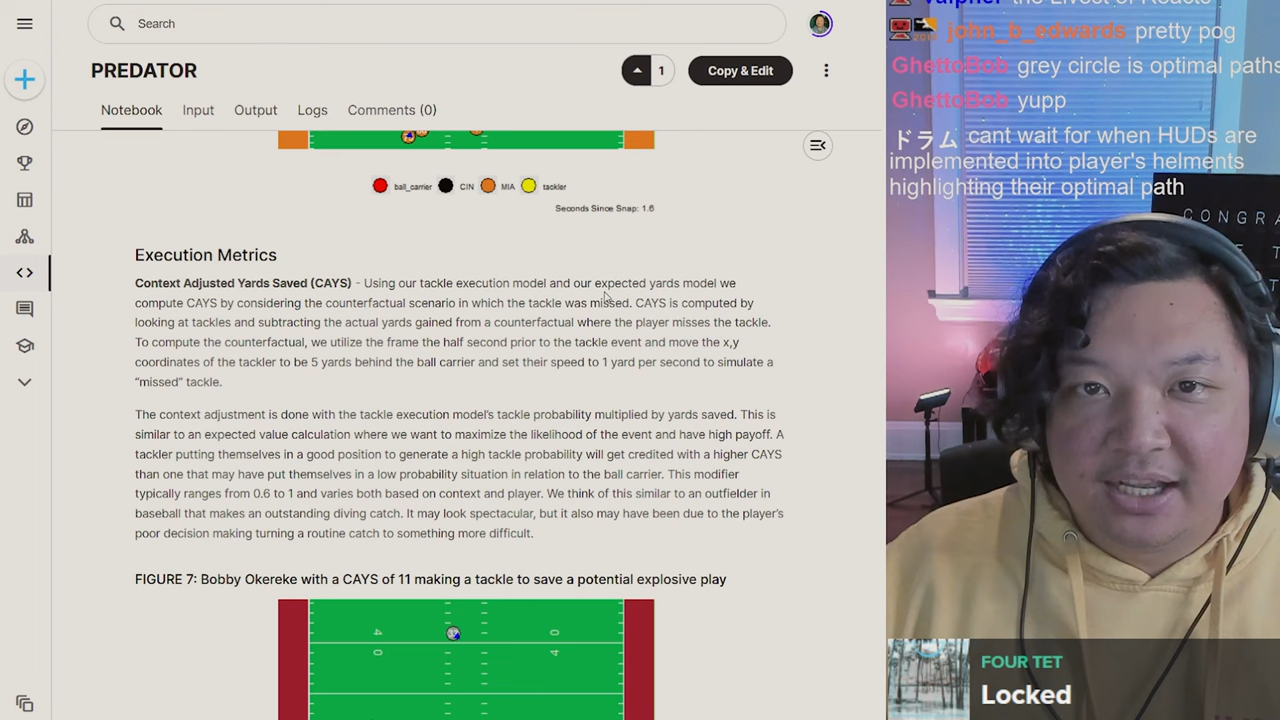 Search
PREDATOR
1
Copy & Edit
Notebook
Input
Output
Logs
Comments (0)
ball_carrier
CIN
MIA
tackler
Seconds Since Snap: 1.6
Execution Metrics
Context Adjusted Yards Saved (CAYS) - Using our tackle execution model and our expected yards model we
compute CAYS by considering the counterfactual scenario in which the tackle was missed. CAYS is computed by
looking at tackles and subtracting the actual yards gained from a counterfactual where the player misses the tackle.
To compute the counterfactual, we utilize the frame the half second prior to the tackle event and move the x,y
coordinates of the tackler to be 5 yards behind the ball carrier and set their speed to 1 yard per second to simulate a
“missed” tackle.
The context adjustment is done with the tackle execution model's tackle probability multiplied by yards saved. This is
similar to an expected value calculation where we want to maximize the likelihood of the event and have high payoff. A
tackler putting themselves in a good position to generate a high tackle probability will get credited with a higher CAYS
than one that may have put themselves in a low probability situation in relation to the ball carrier. This modifier
typically ranges from 0.6 to 1 and varies both based on context and player. We think of this similar to an outfielder in
baseball that makes an outstanding diving catch. It may look spectacular, but it also may have been due to the player's
poor decision making turning a routine catch to something more difficult.
FIGURE 7: Bobby Okereke with a CAYS of 11 making a tackle to save a potential explosive play
4 0
0 4
valpher the Livest of Reacts
john_b_edwards pretty pog
GhettoBob grey circle is optimal paths
GhettoBob yupp
ドラム cant wait for when HUDs are
implemented into player's helments
highlighting their optimal path
CONGRA
FOUR TET
Locked